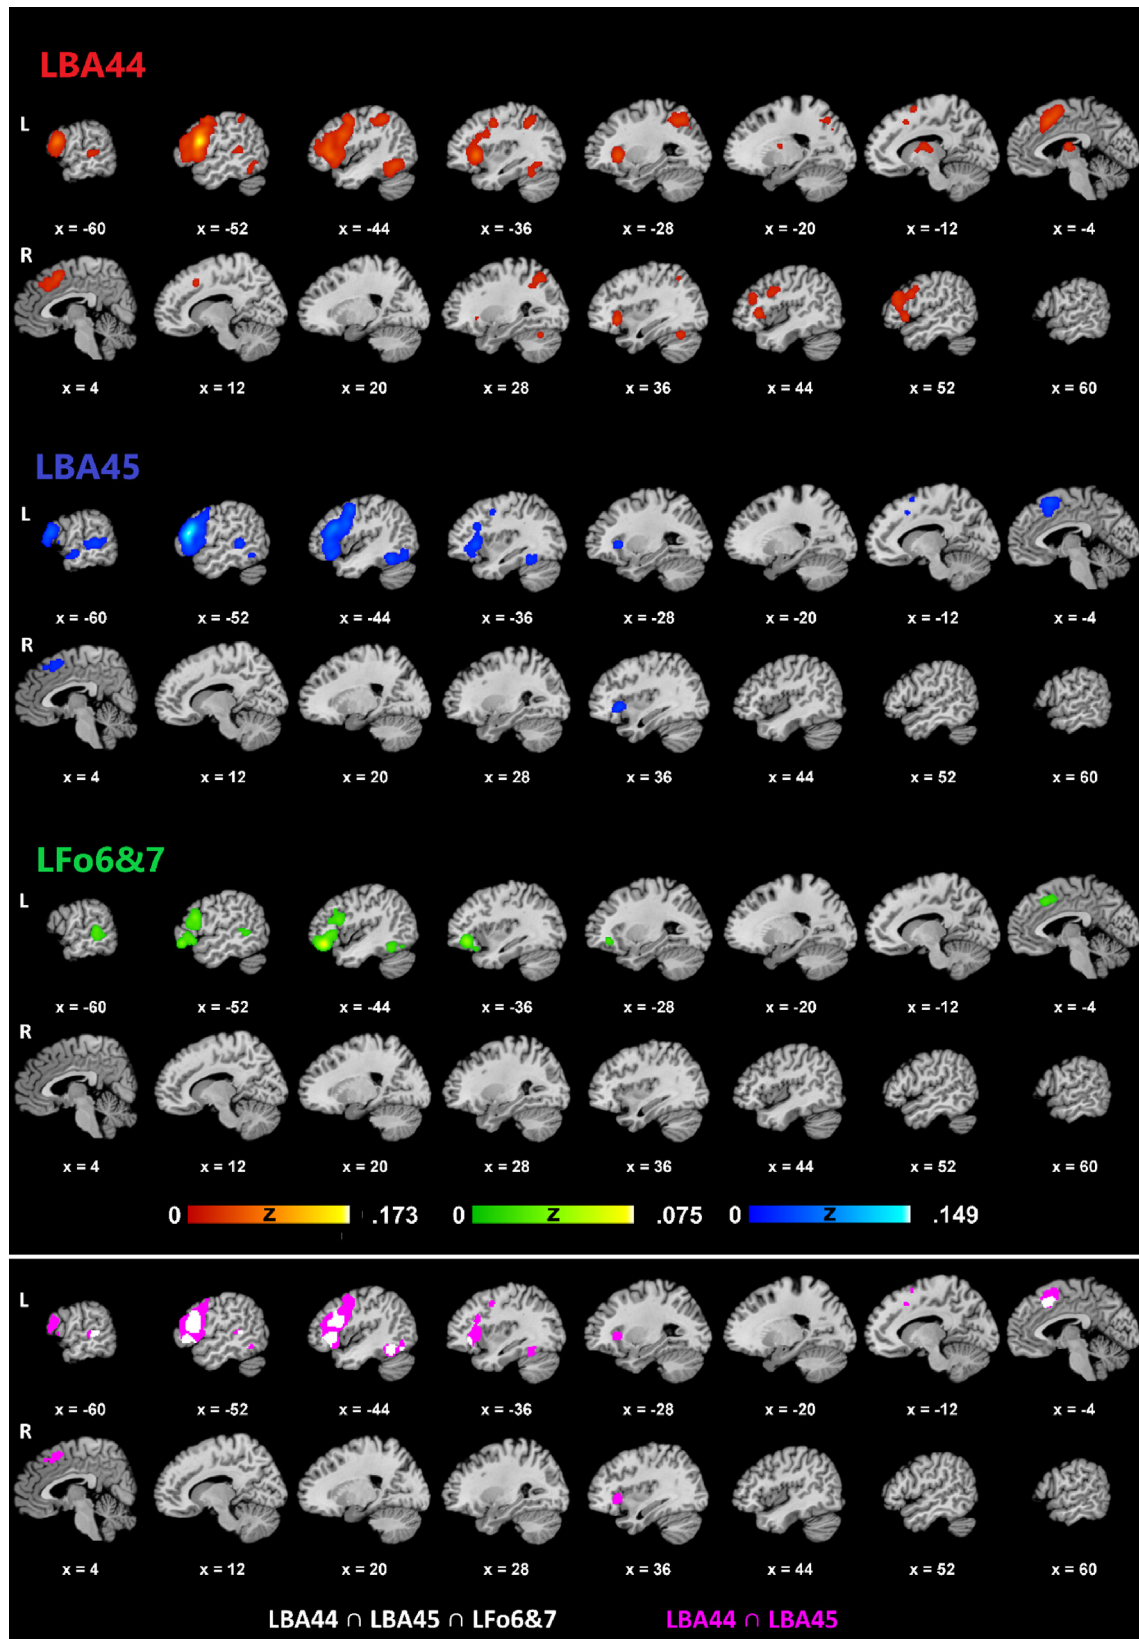 LBA44
L
x = -60 x = -52 x = -44 x = -36 x = -28 x = -20 x = -12 x = -4
R
x = 4 x = 12 x = 20 x = 28 x = 36 x = 44 x = 52 x = 60
LBA45
L
x = -60 x = -52 x = -44 x = -36 x = -28 x = -20 x = -12 x = -4
R
x = 4 x = 12 x = 20 x = 28 x = 36 x = 44 x = 52 x = 60
LFo6&7
L
x = -60 x = -52 x = -44 x = -36 x = -28 x = -20 x = -12 x = -4
R
x = 4 x = 12 x = 20 x = 28 x = 36 x = 44 x = 52 x = 60
0 Z .173 0 Z .075 0 Z .149
L
x = -60 x = -52 x = -44 x = -36 x = -28 x = -20 x = -12 x = -4
R
x = 4 x = 12 x = 20 x = 28 x = 36 x = 44 x = 52 x = 60
LBA44 ∩ LBA45 ∩ LFo6&7 LBA44 ∩ LBA45